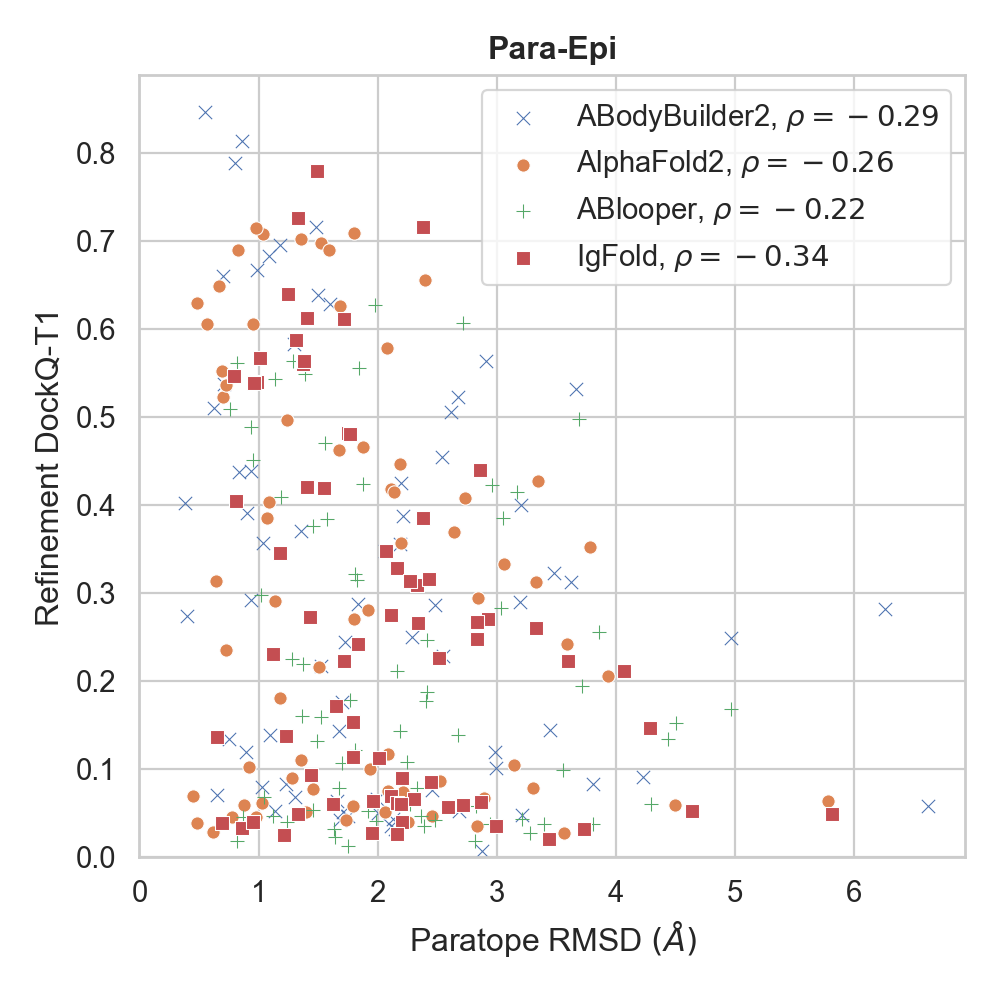 Para-Epi
ABodyBuilder2, ρ = −0.29
AlphaFold2, ρ = −0.26
ABlooper, ρ = −0.22
IgFold, ρ = −0.34
Refinement DockQ-T1
0.8
0.7
0.6
0.5
0.4
0.3
0.2
0.1
0.0
0 1 2 3 4 5 6
Paratope RMSD (Å)